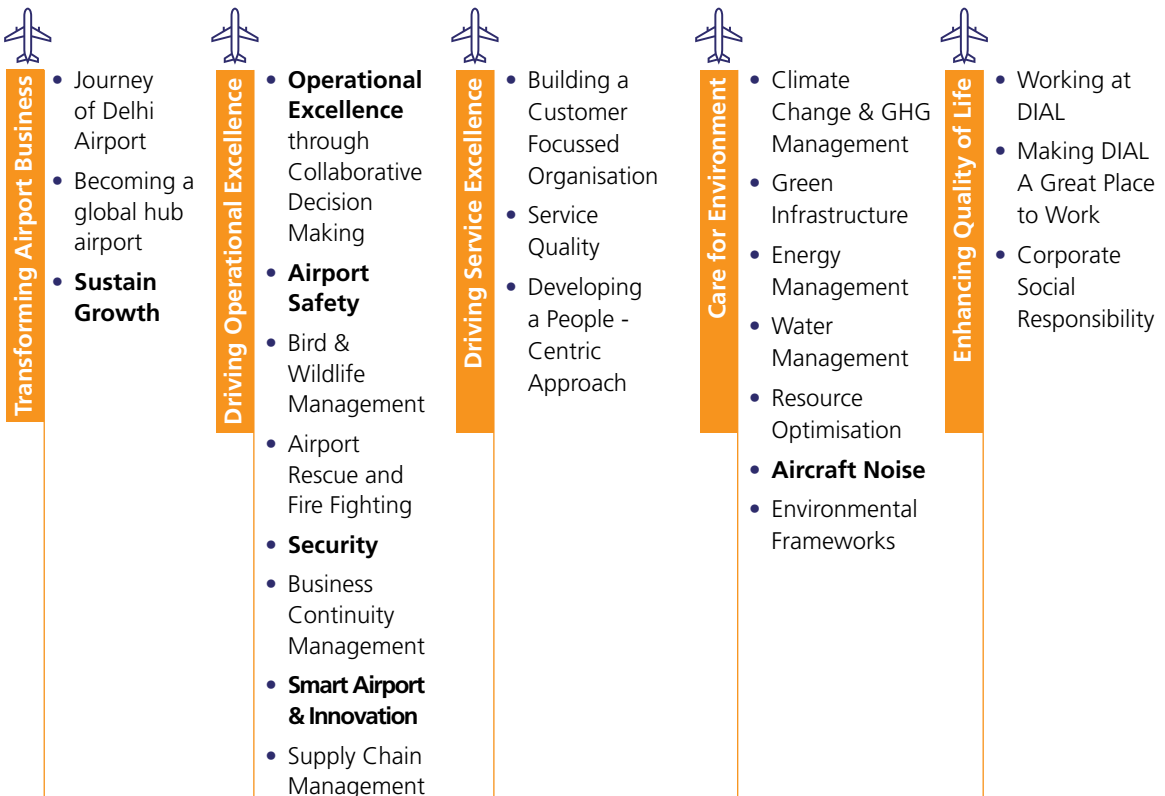 Transforming Airport Business
• Journey
of Delhi
Airport
• Becoming a
global hub
airport
• Sustain
Growth
Driving Operational Excellence
• Operational
Excellence
through
Collaborative
Decision
Making
• Airport
Safety
• Bird &
Wildlife
Management
• Airport
Rescue and
Fire Fighting
• Security
• Business
Continuity
Management
• Smart Airport
& Innovation
• Supply Chain
Management
Driving Service Excellence
• Building a
Customer
Focussed
Organisation
• Service
Quality
• Developing
a People -
Centric
Approach
Care for Environment
• Climate
Change & GHG
Management
• Green
Infrastructure
• Energy
Management
• Water
Management
• Resource
Optimisation
• Aircraft Noise
• Environmental
Frameworks
Enhancing Quality of Life
• Working at
DIAL
• Making DIAL
A Great Place
to Work
• Corporate
Social
Responsibility